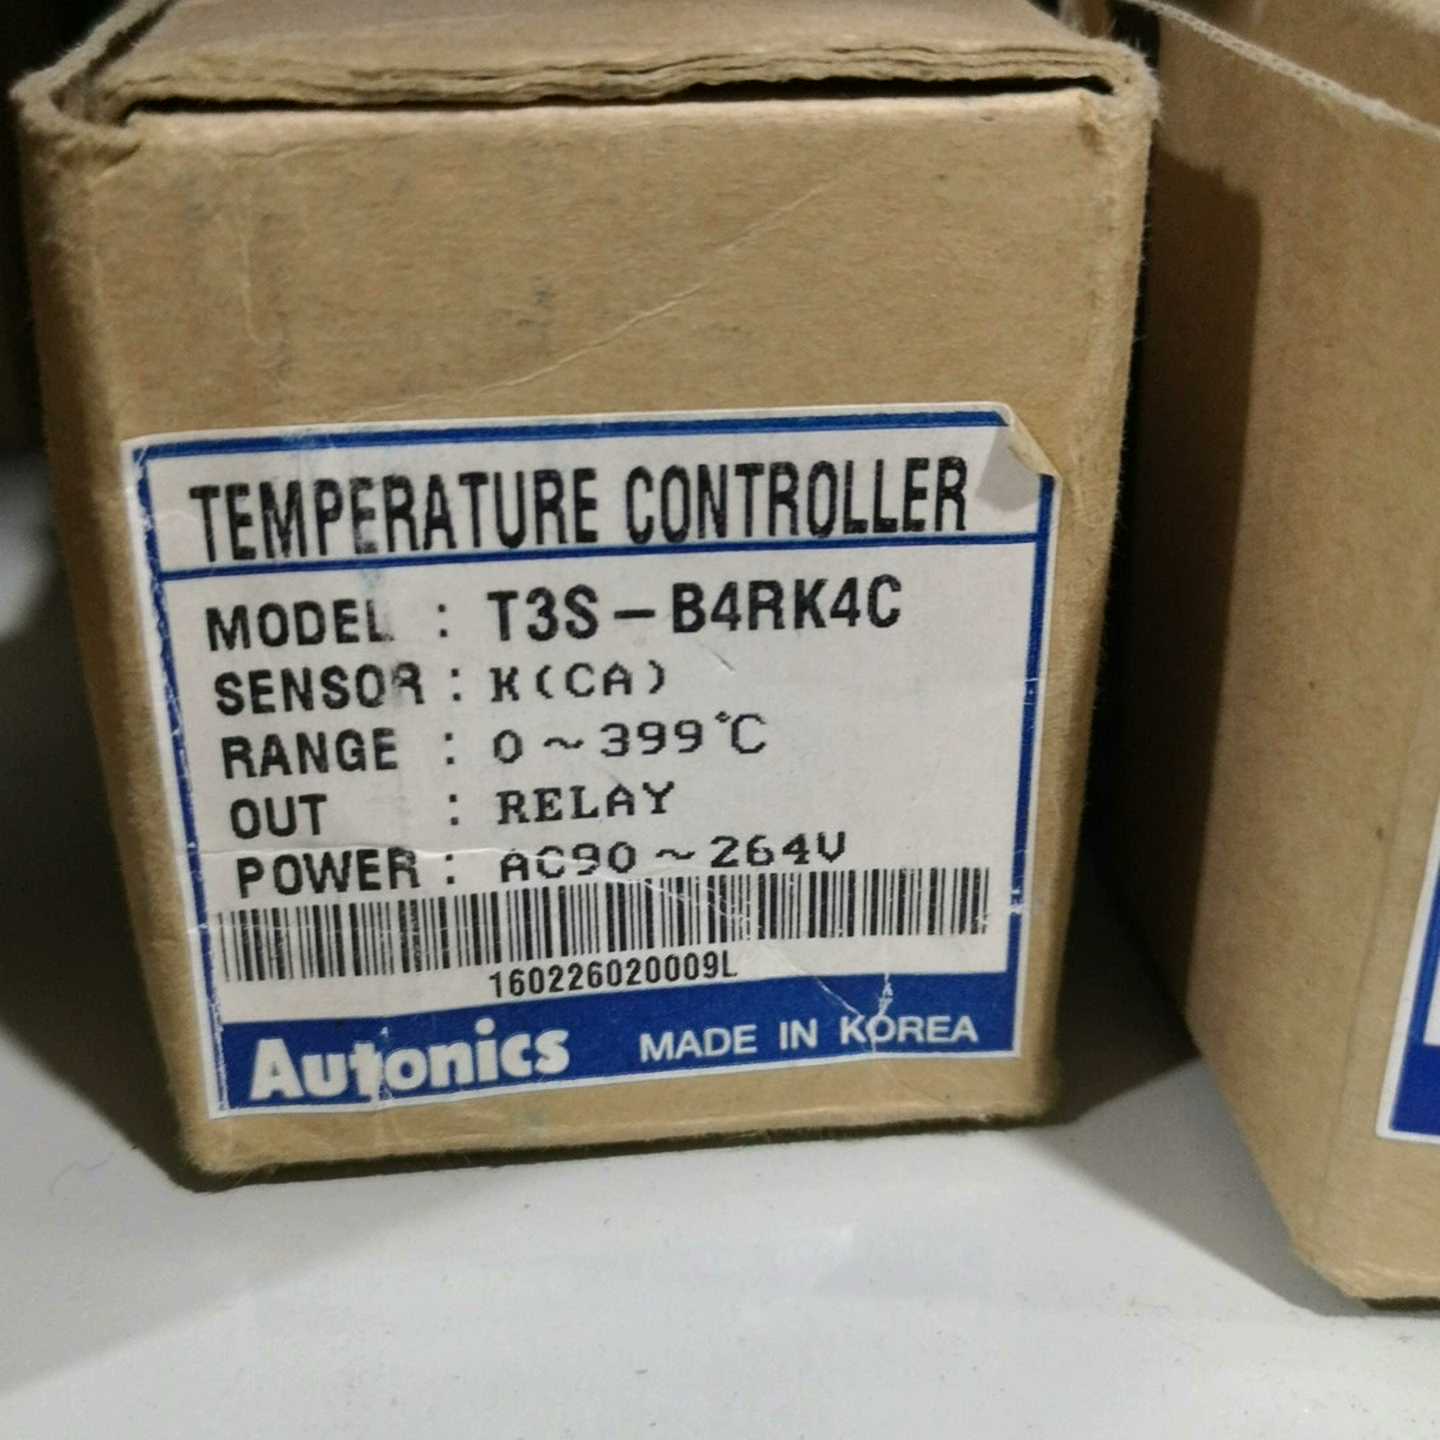 TEMPERATURE CONTROLLER
MODEL : T3S-B4RK4C
SENSOR : K(CA)
RANGE : 0~399℃
OUT : RELAY
POWER : AC90~264V
160226020009L
Autonics MADE IN KOREA